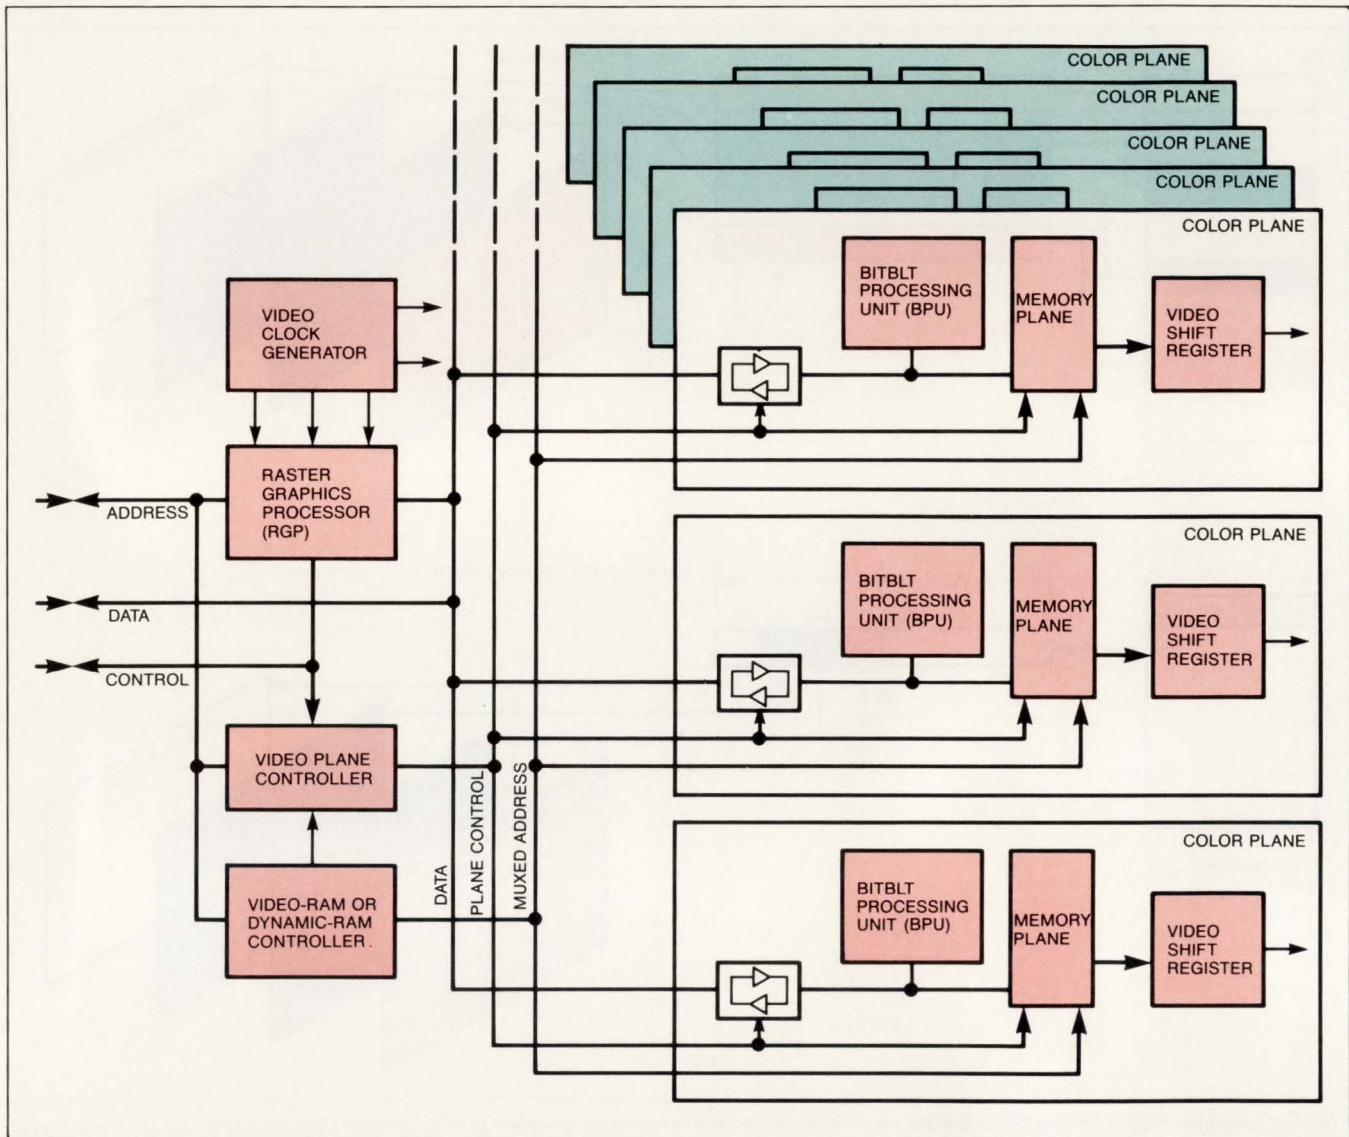 COLOR PLANE
COLOR PLANE
COLOR PLANE
COLOR PLANE
COLOR PLANE
BITBLT
PROCESSING
UNIT (BPU)
MEMORY
PLANE
VIDEO
SHIFT
REGISTER
VIDEO
CLOCK
GENERATOR
RASTER
GRAPHICS
PROCESSOR
(RGP)
ADDRESS
DATA
CONTROL
VIDEO PLANE
CONTROLLER
VIDEO-RAM OR
DYNAMIC-RAM
CONTROLLER.
DATA
PLANE CONTROL
MUXED ADDRESS
COLOR PLANE
BITBLT
PROCESSING
UNIT (BPU)
MEMORY
PLANE
VIDEO
SHIFT
REGISTER
COLOR PLANE
BITBLT
PROCESSING
UNIT (BPU)
MEMORY
PLANE
VIDEO
SHIFT
REGISTER